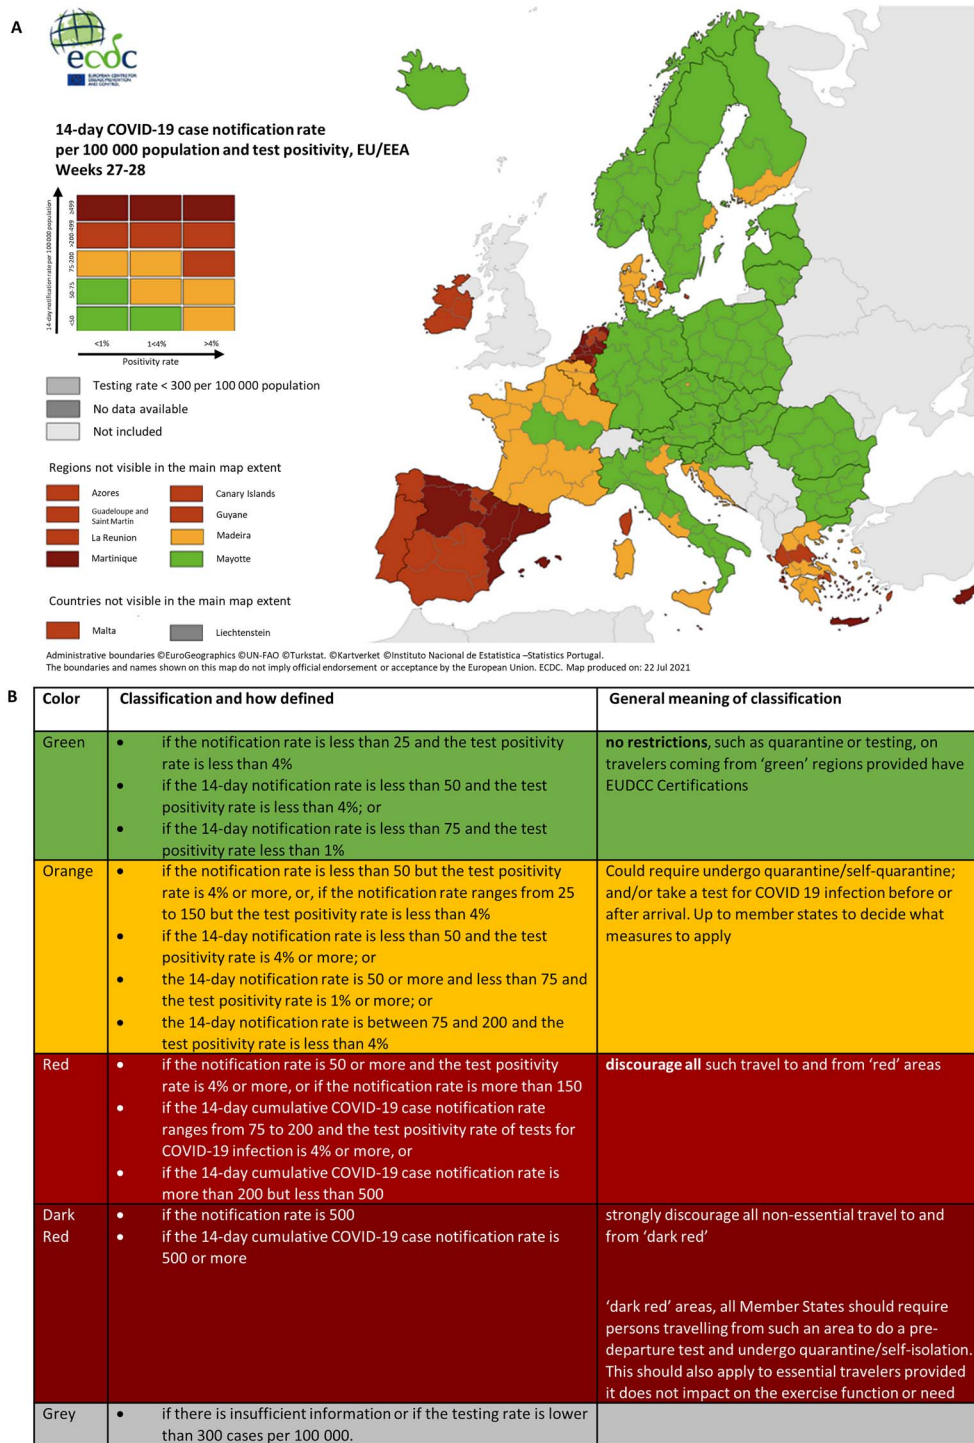 A
ecdc
EUROPEAN CENTRE FOR
DISEASE PREVENTION
AND CONTROL
14-day COVID-19 case notification rate
per 100 000 population and test positivity, EU/EEA
Weeks 27-28
14-day notification rate per 100 000 population
≥499
>200-499
75-200
50-75
<50
<1%
1<4%
>4%
Positivity rate
Testing rate < 300 per 100 000 population
No data available
Not included
Regions not visible in the main map extent
Azores
Canary Islands
Guadeloupe and
Saint Martin
Guyane
La Reunion
Madeira
Martinique
Mayotte
Countries not visible in the main map extent
Malta
Liechtenstein
Administrative boundaries ©EuroGeographics ©UN-FAO ©Turkstat. ©Kartverket ©Instituto Nacional de Estatistica –Statistics Portugal.
The boundaries and names shown on this map do not imply official endorsement or acceptance by the European Union. ECDC. Map produced on: 22 Jul 2021
B
Color
Classification and how defined
General meaning of classification
Green
• if the notification rate is less than 25 and the test positivity
rate is less than 4%
• if the 14-day notification rate is less than 50 and the test
positivity rate is less than 4%; or
• if the 14-day notification rate is less than 75 and the test
positivity rate less than 1%
no restrictions, such as quarantine or testing, on
travelers coming from ‘green’ regions provided have
EUDCC Certifications
Orange
• if the notification rate is less than 50 but the test positivity
rate is 4% or more, or, if the notification rate ranges from 25
to 150 but the test positivity rate is less than 4%
• if the 14-day notification rate is less than 50 and the test
positivity rate is 4% or more; or
• the 14-day notification rate is 50 or more and less than 75 and
the test positivity rate is 1% or more; or
• the 14-day notification rate is between 75 and 200 and the
test positivity rate is less than 4%
Could require undergo quarantine/self-quarantine;
and/or take a test for COVID 19 infection before or
after arrival. Up to member states to decide what
measures to apply
Red
• if the notification rate is 50 or more and the test positivity
rate is 4% or more, or if the notification rate is more than 150
• if the 14-day cumulative COVID-19 case notification rate
ranges from 75 to 200 and the test positivity rate of tests for
COVID-19 infection is 4% or more, or
• if the 14-day cumulative COVID-19 case notification rate is
more than 200 but less than 500
discourage all such travel to and from ‘red’ areas
Dark
Red
• if the notification rate is 500
• if the 14-day cumulative COVID-19 case notification rate is
500 or more
strongly discourage all non-essential travel to and
from ‘dark red’
‘dark red’ areas, all Member States should require
persons travelling from such an area to do a pre-
departure test and undergo quarantine/self-isolation.
This should also apply to essential travelers provided
it does not impact on the exercise function or need
Grey
• if there is insufficient information or if the testing rate is lower
than 300 cases per 100 000.